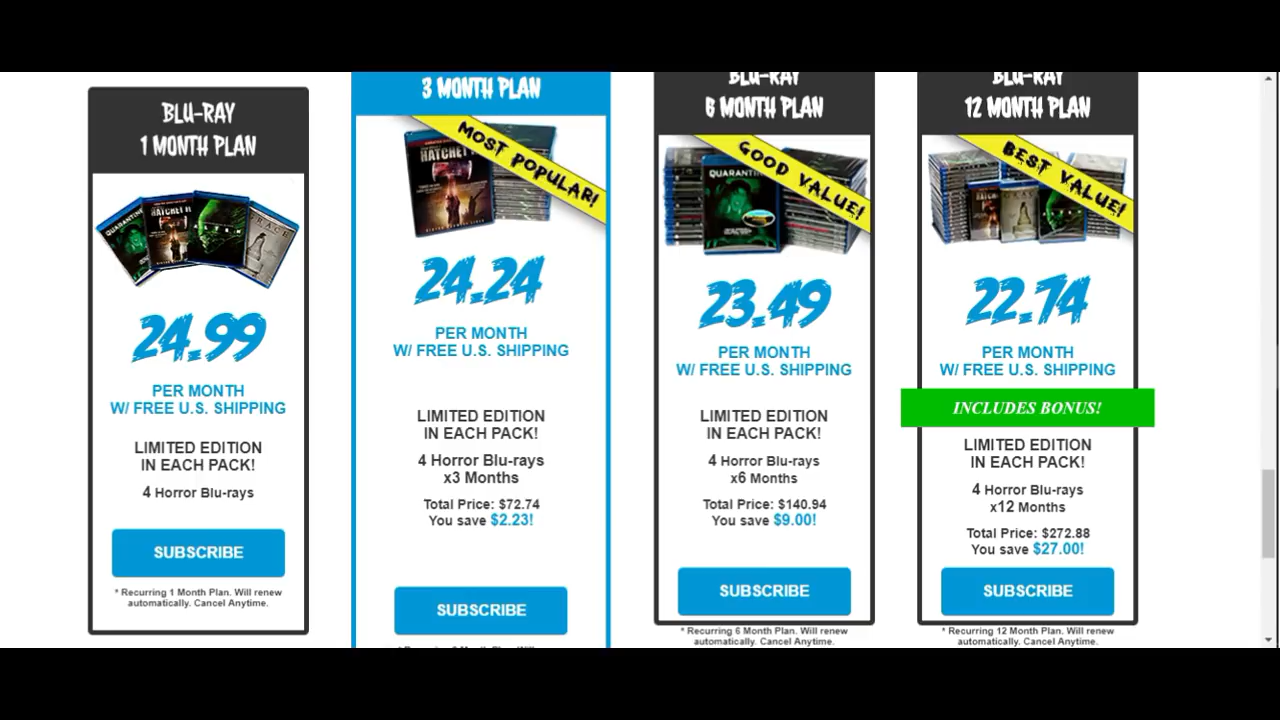 BLU-RAY
1 MONTH PLAN
24.99
PER MONTH
W/ FREE U.S. SHIPPING
LIMITED EDITION
IN EACH PACK!
4 Horror Blu-rays
SUBSCRIBE
* Recurring 1 Month Plan. Will renew
automatically. Cancel Anytime.
3 MONTH PLAN
MOST POPULAR!
HATCHET
24.24
PER MONTH
W/ FREE U.S. SHIPPING
LIMITED EDITION
IN EACH PACK!
4 Horror Blu-rays
x3 Months
Total Price: $72.74
You save $2.23!
SUBSCRIBE
BLU-RAY
6 MONTH PLAN
GOOD VALUE!
QUARANTIN
23.49
PER MONTH
W/ FREE U.S. SHIPPING
LIMITED EDITION
IN EACH PACK!
4 Horror Blu-rays
x6 Months
Total Price: $140.94
You save $9.00!
SUBSCRIBE
* Recurring 6 Month Plan. Will renew
automatically. Cancel Anytime.
BLU-RAY
12 MONTH PLAN
BEST VALUE!
22.74
PER MONTH
W/ FREE U.S. SHIPPING
INCLUDES BONUS!
LIMITED EDITION
IN EACH PACK!
4 Horror Blu-rays
x12 Months
Total Price: $272.88
You save $27.00!
SUBSCRIBE
* Recurring 12 Month Plan. Will renew
automatically. Cancel Anytime.